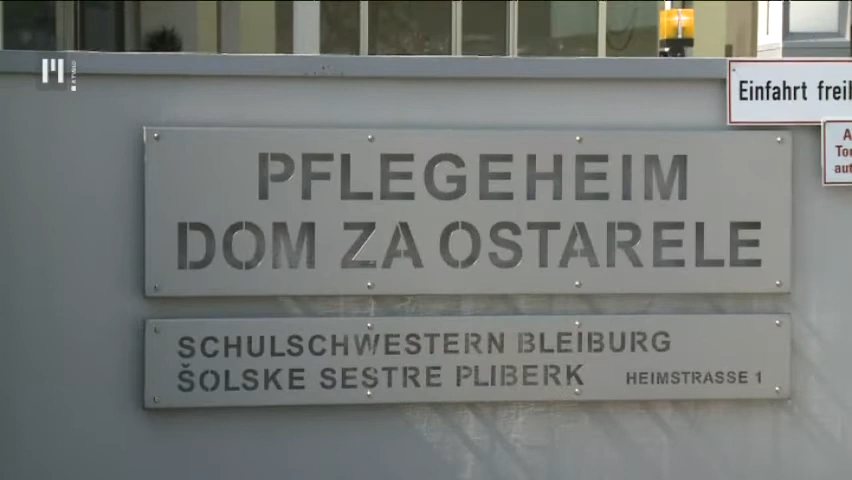 Einfahrt frei
PFLEGEHEIM
DOM ZA OSTARELE
SCHULSCHWESTERN BLEIBURG
ŠOLSKE SESTRE PLIBERK
HEIMSTRASSE 1